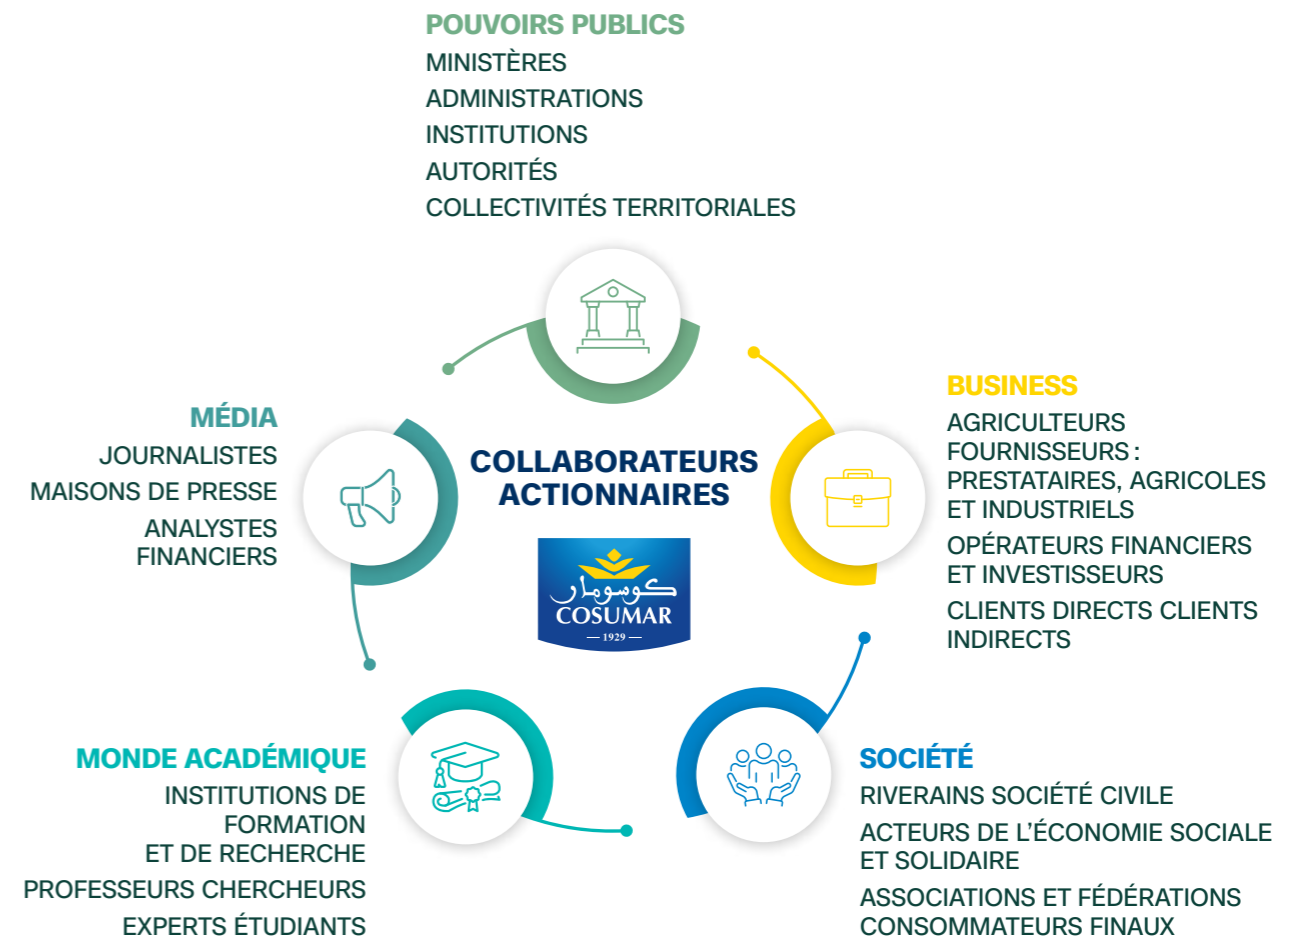 POUVOIRS PUBLICS
MINISTÈRES
ADMINISTRATIONS
INSTITUTIONS
AUTORITÉS
COLLECTIVITÉS TERRITORIALES
MÉDIA
JOURNALISTES
MAISONS DE PRESSE
ANALYSTES
FINANCIERS
COLLABORATEURS
ACTIONNAIRES
كوسومار
COSUMAR
— 1929 —
BUSINESS
AGRICULTEURS
FOURNISSEURS :
PRESTATAIRES, AGRICOLES
ET INDUSTRIELS
OPÉRATEURS FINANCIERS
ET INVESTISSEURS
CLIENTS DIRECTS CLIENTS
INDIRECTS
MONDE ACADÉMIQUE
INSTITUTIONS DE
FORMATION
ET DE RECHERCHE
PROFESSEURS CHERCHEURS
EXPERTS ÉTUDIANTS
SOCIÉTÉ
RIVERAINS SOCIÉTÉ CIVILE
ACTEURS DE L’ÉCONOMIE SOCIALE
ET SOLIDAIRE
ASSOCIATIONS ET FÉDÉRATIONS
CONSOMMATEURS FINAUX